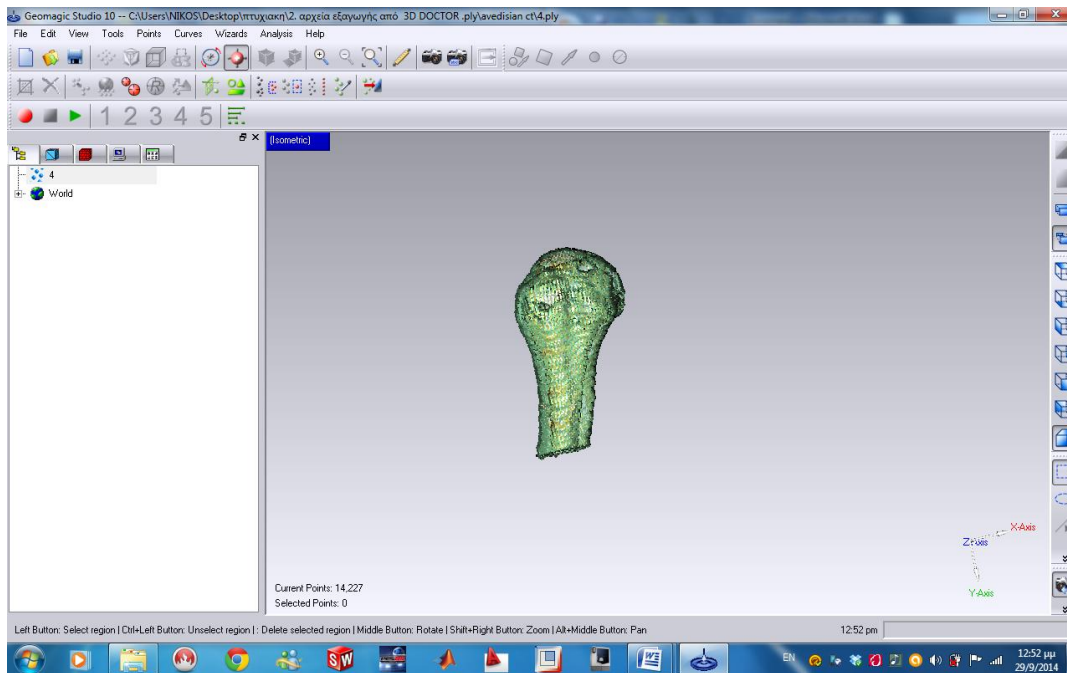 Geomagic Studio 10 -- C:\Users\NIKOS\Desktop\πτυχιακη\2. αρχεία εξαγωγής από 3D DOCTOR .ply\avedisian ct\4.ply
File Edit View Tools Points Curves Wizards Analysis Help
1 2 3 4 5
(Isometric)
4
World
X-Axis
Z-Axis
Y-Axis
Current Points: 14,227
Selected Points: 0
Left Button: Select region | Ctrl+Left Button: Unselect region | : Delete selected region | Middle Button: Rotate | Shift+Right Button: Zoom | Alt+Middle Button: Pan
12:52 pm
SW
EN
12:52 μμ
29/9/2014